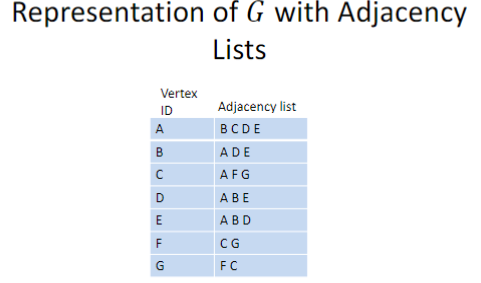 Representation of G with Adjacency
Lists
Vertex
ID Adjacency list
A B C D E
B A D E
C A F G
D A B E
E A B D
F C G
G F C